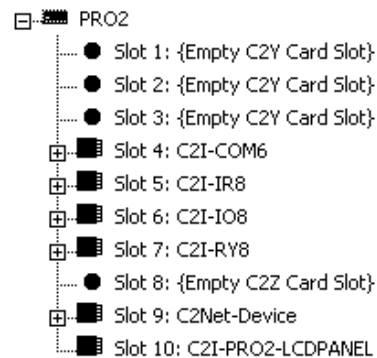 PRO2
Slot 1: {Empty C2Y Card Slot}
Slot 2: {Empty C2Y Card Slot}
Slot 3: {Empty C2Y Card Slot}
Slot 4: C2I-COM6
Slot 5: C2I-IR8
Slot 6: C2I-IO8
Slot 7: C2I-RY8
Slot 8: {Empty C2Z Card Slot}
Slot 9: C2Net-Device
Slot 10: C2I-PRO2-LCDPANEL